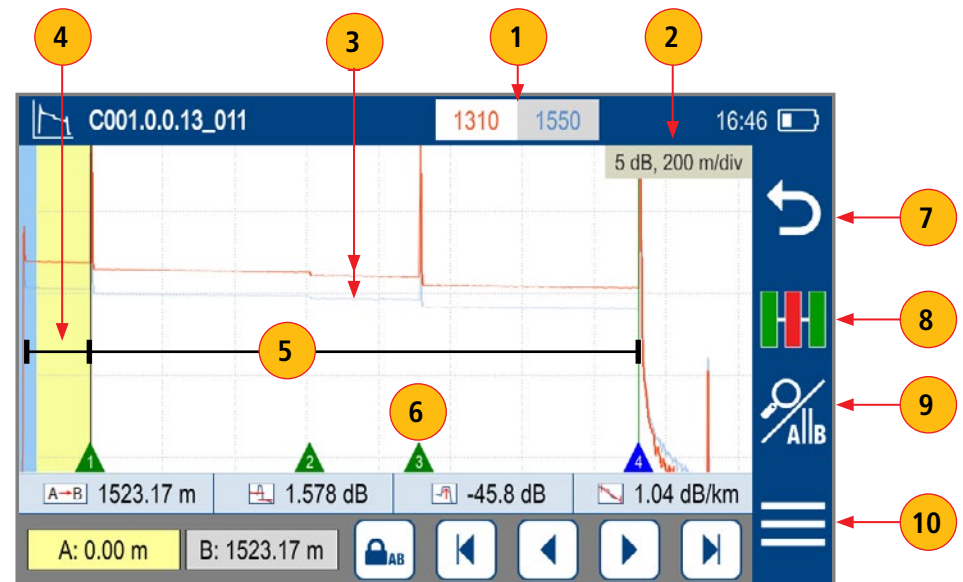 4
3
1
2
C001.0.0.13_011
1310
1550
16:46
5 dB, 200 m/div
7
8
5
9
AB
6
1
2
3
4
A→B 1523.17 m
1.578 dB
-45.8 dB
1.04 dB/km
10
A: 0.00 m
B: 1523.17 m
AB